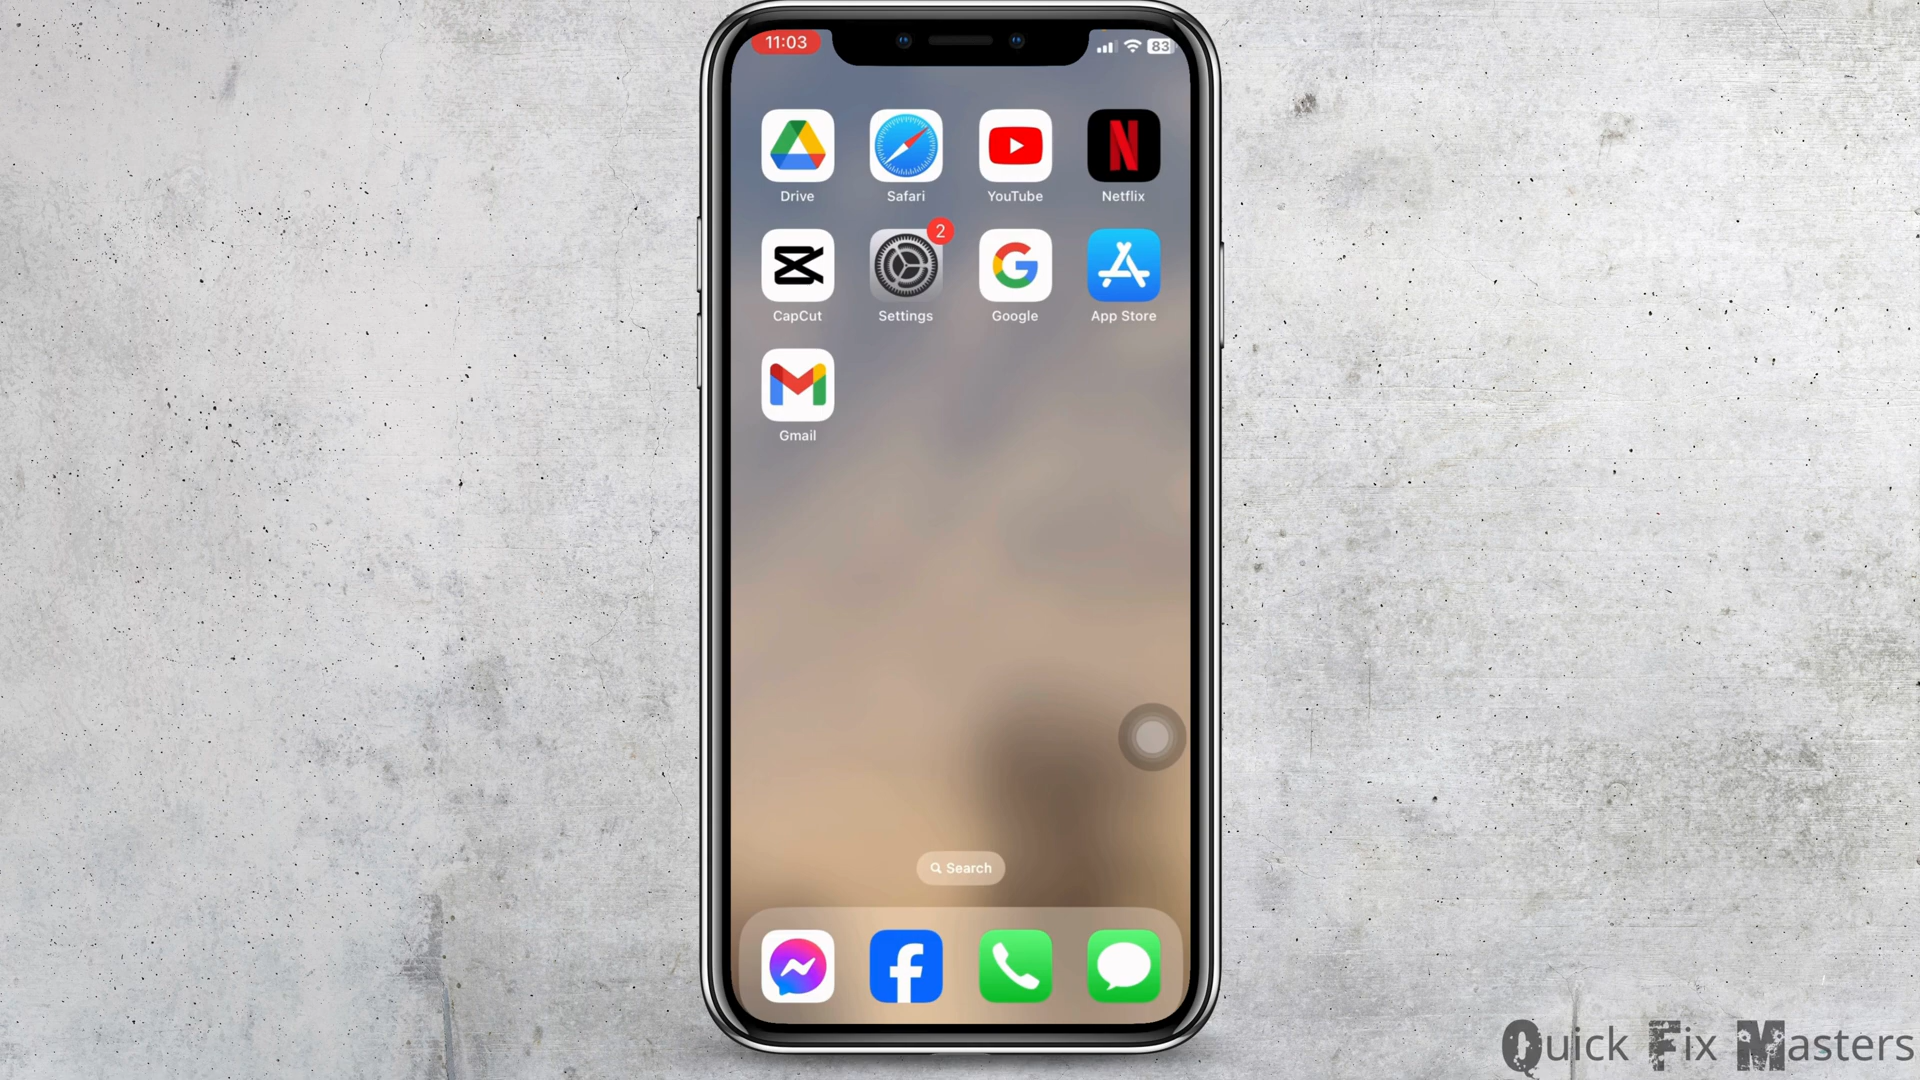 11:03
83
Drive
Safari
YouTube
Netflix
2
CapCut
Settings
Google
App Store
Gmail
Search
Quick Fix Masters